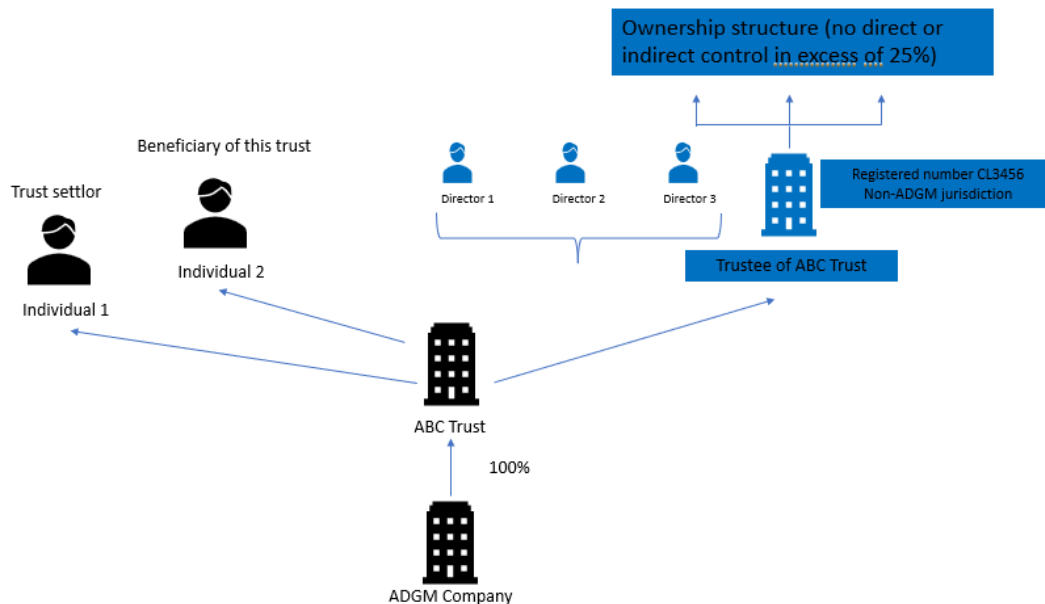 Ownership structure (no direct or
indirect control in excess of 25%)
Beneficiary of this trust
Trust settlor
Director 1
Director 2
Director 3
Registered number CL3456
Non-ADGM jurisdiction
Trustee of ABC Trust
Individual 2
Individual 1
ABC Trust
100%
ADGM Company